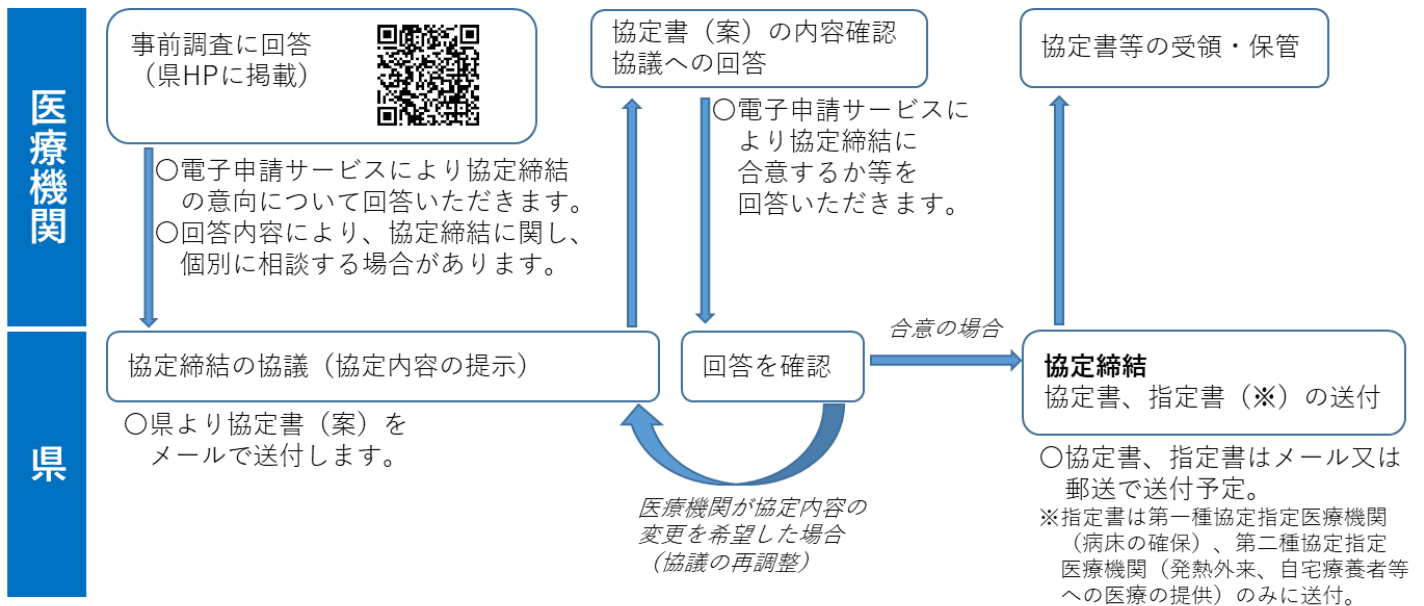 医療機関
事前調査に回答
（県HPに掲載）
〇電子申請サービスにより協定締結
の意向について回答いただきます。
〇回答内容により、協定締結に関し、
個別に相談する場合があります。
協定書（案）の内容確認
協議への回答
〇電子申請サービスに
より協定締結に
合意するか等を
回答いただきます。
協定書等の受領・保管
県
協定締結の協議（協定内容の提示）
〇県より協定書（案）を
メールで送付します。
回答を確認
医療機関が協定内容の
変更を希望した場合
（協議の再調整）
合意の場合
協定締結
協定書、指定書（※）の送付
〇協定書、指定書はメール又は
郵送で送付予定。
※指定書は第一種協定指定医療機関
（病床の確保）、第二種協定指定
医療機関（発熱外来、自宅療養者等
への医療の提供）のみに送付。